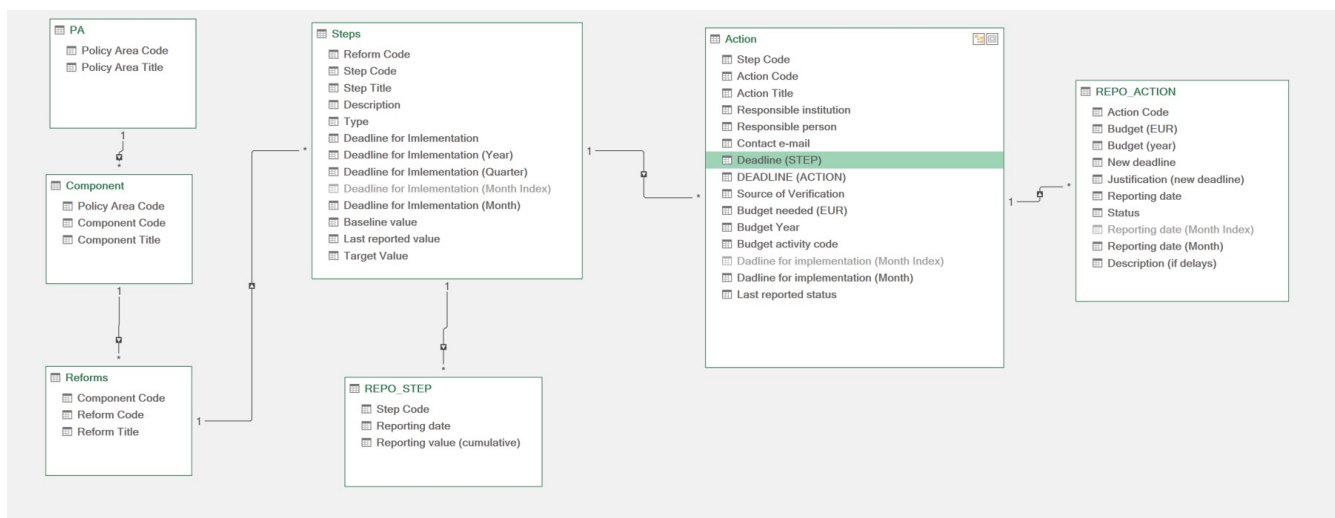 PA
Policy Area Code
Policy Area Title
1
*
Component
Policy Area Code
Component Code
Component Title
1
*
Reforms
Component Code
Reform Code
Reform Title
1
*
Steps
Reform Code
Step Code
Step Title
Description
Type
Deadline for Imlementation
Deadline for Imlementation (Year)
Deadline for Imlementation (Quarter)
Deadline for Imlementation (Month Index)
Deadline for Imlementation (Month)
Baseline value
Last reported value
Target Value
1
*
REPO_STEP
Step Code
Reporting date
Reporting value (cumulative)
1
*
Action
Step Code
Action Code
Action Title
Responsible institution
Responsible person
Contact e-mail
Deadline (STEP)
DEADLINE (ACTION)
Source of Verification
Budget needed (EUR)
Budget Year
Budget activity code
Dadline for implementation (Month Index)
Dadline for implementation (Month)
Last reported status
1
*
REPO_ACTION
Action Code
Budget (EUR)
Budget (year)
New deadline
Justification (new deadline)
Reporting date
Status
Reporting date (Month Index)
Reporting date (Month)
Description (if delays)